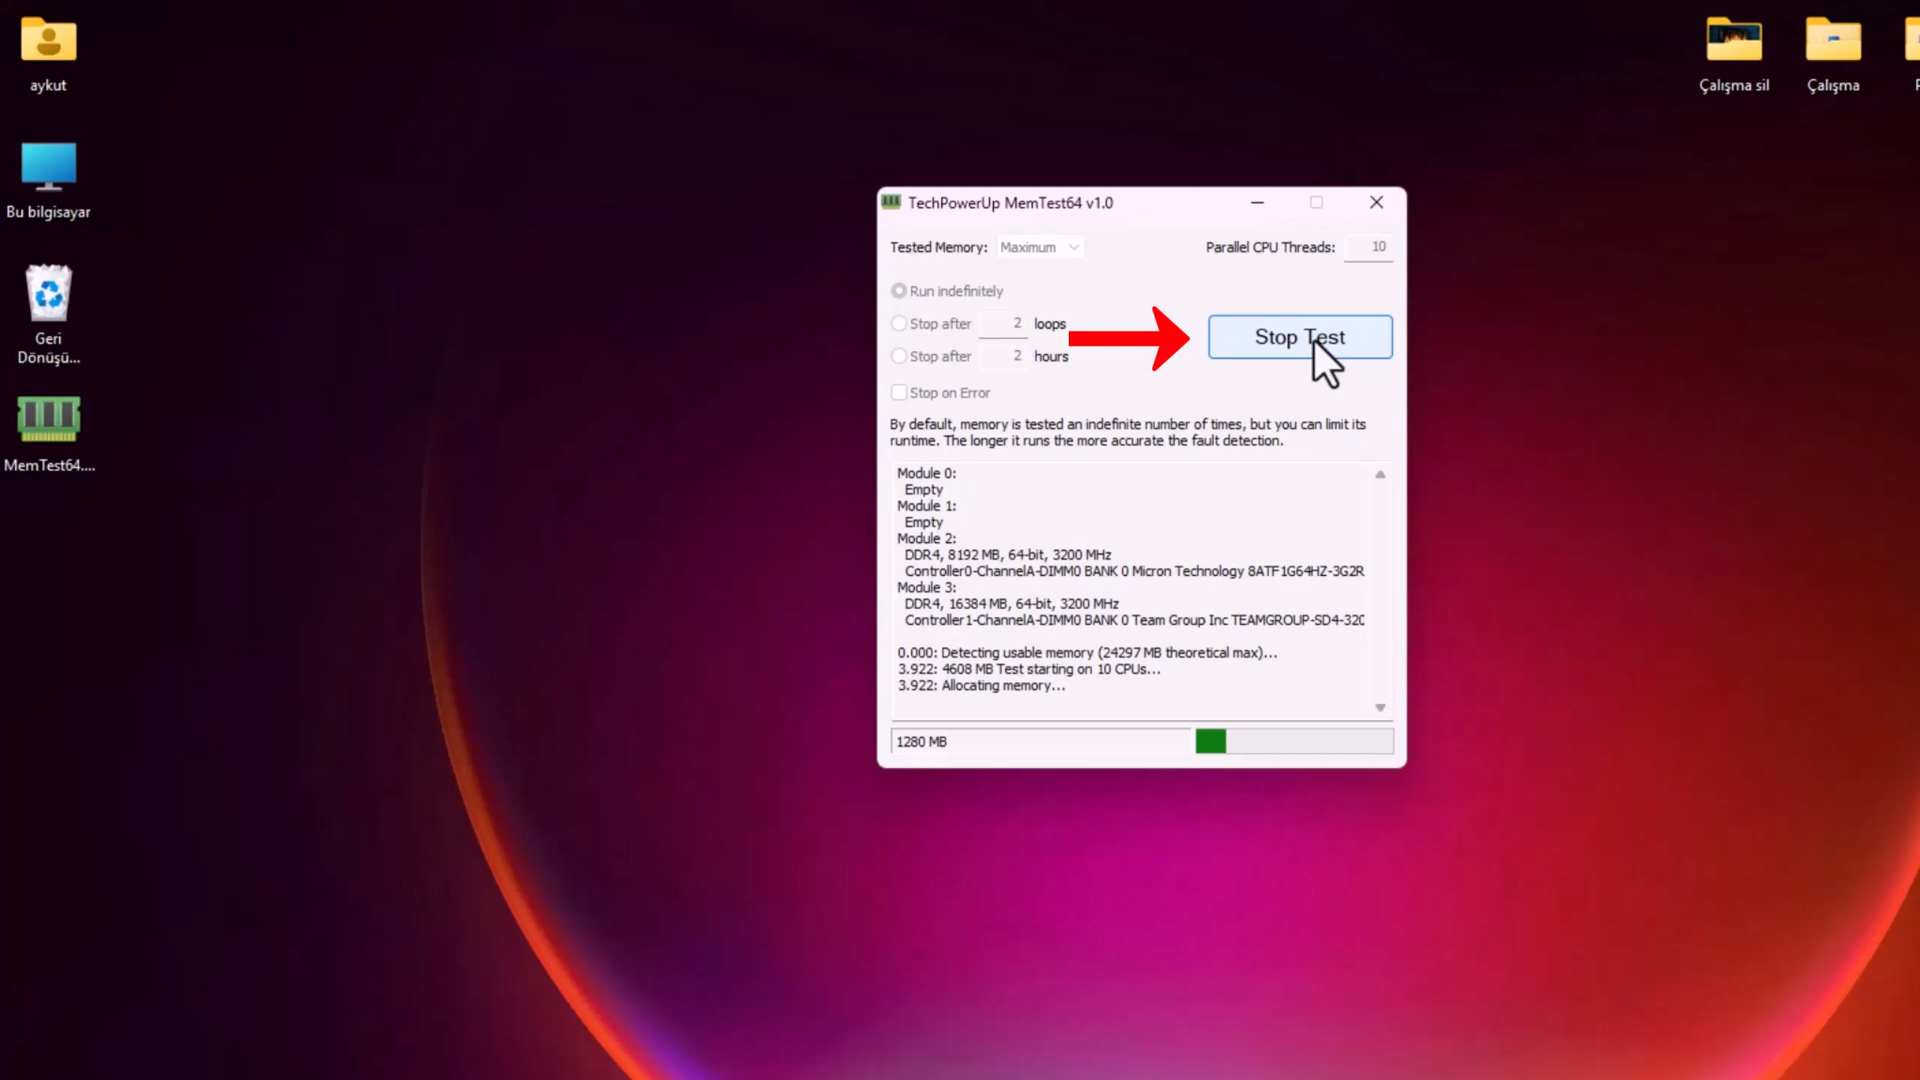 aykut
Bu bilgisayar
Geri
Dönüşü...
MemTest64....
Çalışma sil
Çalışma
TechPowerUp MemTest64 v1.0
Tested Memory: Maximum
Parallel CPU Threads: 10
Run indefinitely
Stop after 2 loops
Stop after 2 hours
Stop Test
Stop on Error
By default, memory is tested an indefinite number of times, but you can limit its
runtime. The longer it runs the more accurate the fault detection.
Module 0:
Empty
Module 1:
Empty
Module 2:
DDR4, 8192 MB, 64-bit, 3200 MHz
Controller0-ChannelA-DIMM0 BANK 0 Micron Technology 8ATF1G64HZ-3G2R
Module 3:
DDR4, 16384 MB, 64-bit, 3200 MHz
Controller1-ChannelA-DIMM0 BANK 0 Team Group Inc TEAMGROUP-SD4-320
0.000: Detecting usable memory (24297 MB theoretical max)...
3.922: 4608 MB Test starting on 10 CPUs...
3.922: Allocating memory...
1280 MB